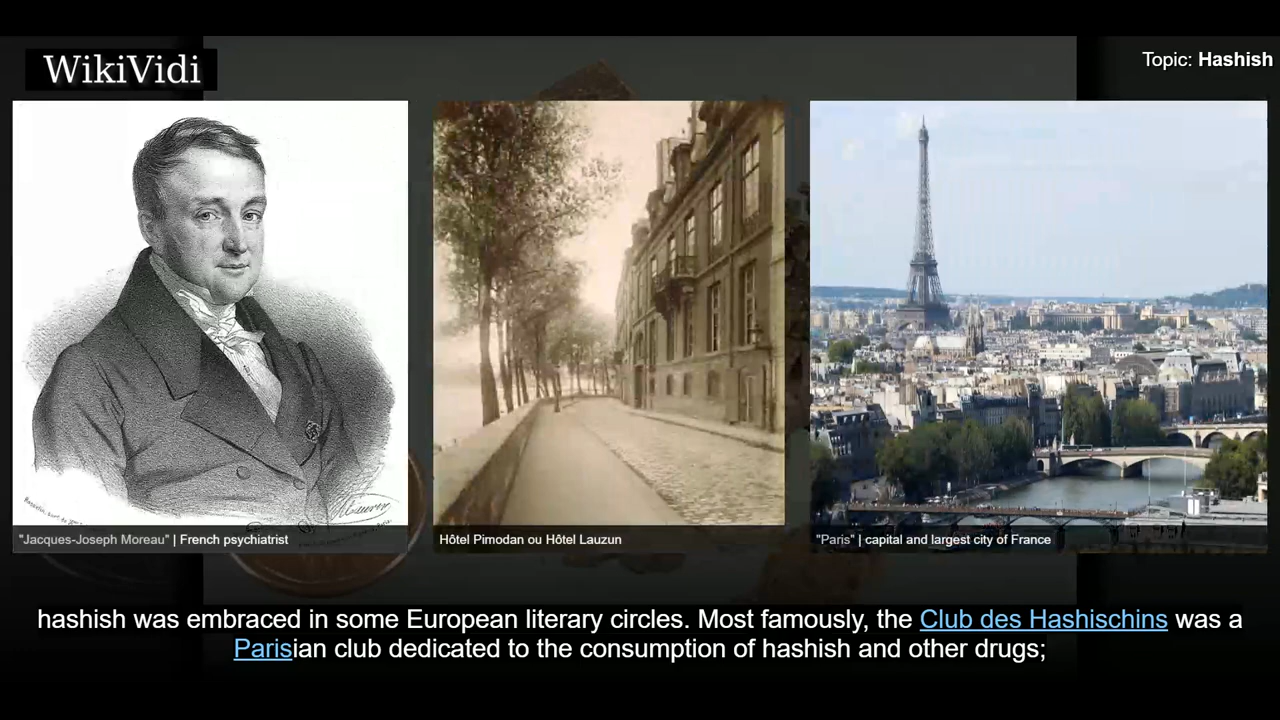 WikiVidi
Topic: Hashish
"Jacques-Joseph Moreau" | French psychiatrist
Hôtel Pimodan ou Hôtel Lauzun
"Paris" | capital and largest city of France
hashish was embraced in some European literary circles. Most famously, the Club des Hashischins was a
Parisian club dedicated to the consumption of hashish and other drugs;